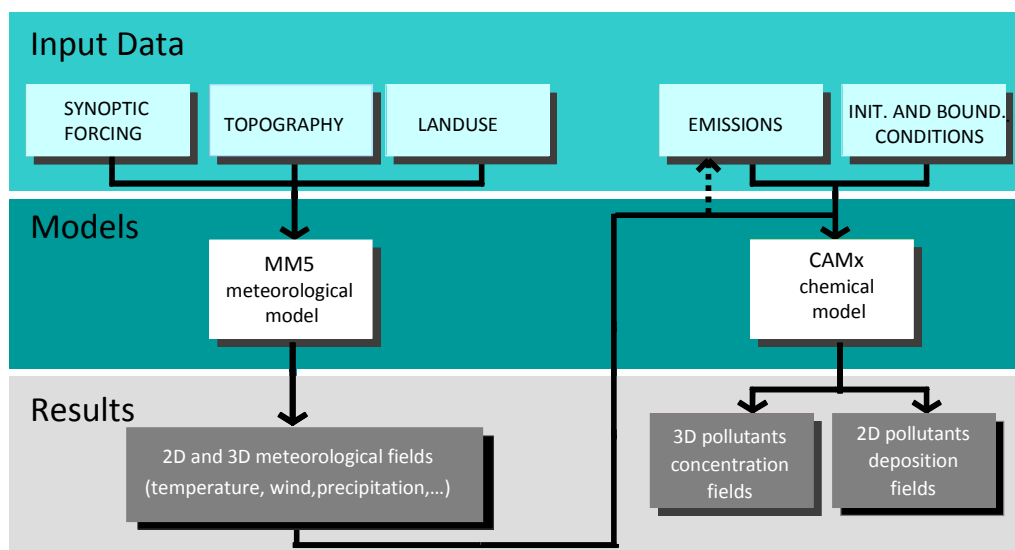 Input Data
SYNOPTIC
FORCING
TOPOGRAPHY
LANDUSE
EMISSIONS
INIT. AND BOUND..
CONDITIONS
Models
MM5
meteorological
model
CAMx
chemical
model
Results
2D and 3D meteorological fields
(temperature, wind,precipitation,...)
3D pollutants
concentration
fields
2D pollutants
deposition
fields